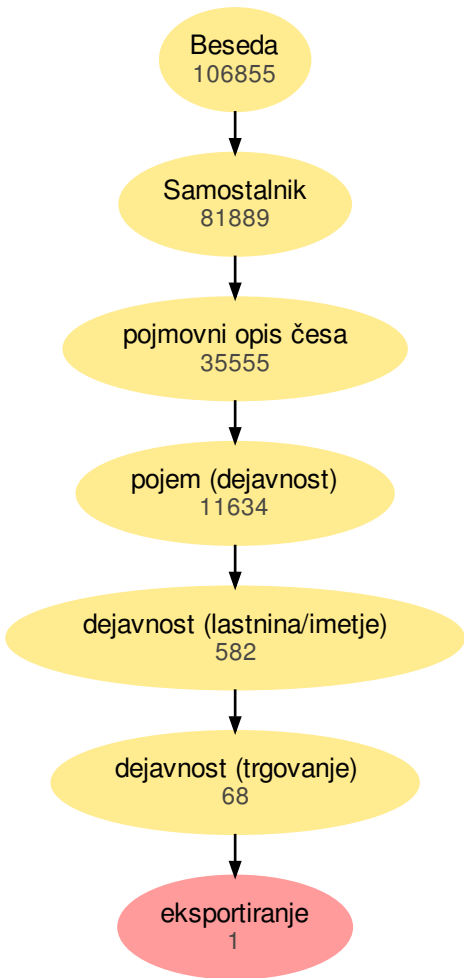 Beseda
106855
Samostalnik
81889
pojmovni opis česa
35555
pojem (dejavnost)
11634
dejavnost (lastnina/imetje)
582
dejavnost (trgovanje)
68
eksportiranje
1